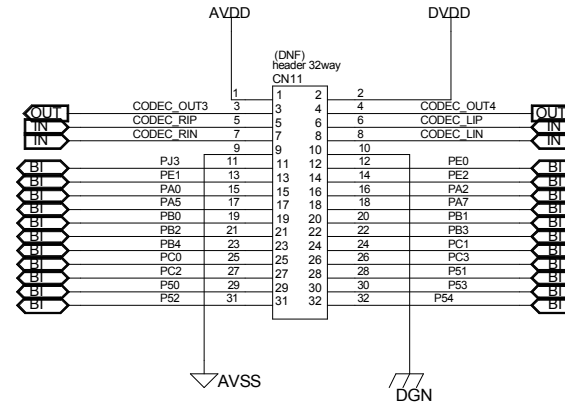 AVDD DVDD
(DNF)
header 32way
CN11
1 1 2 2
OUT CODEC_OUT3 3 3 4 4 CODEC_OUT4 OUT
IN CODEC_RIP 5 5 6 6 CODEC_LIP IN
IN CODEC_RIN 7 7 8 8 CODEC_LIN IN
9 9 10 10
BI PJ3 11 11 12 12 PE0 BI
BI PE1 13 13 14 14 PE2 BI
BI PA0 15 15 16 16 PA2 BI
BI PA5 17 17 18 18 PA7 BI
BI PB0 19 19 20 20 PB1 BI
BI PB2 21 21 22 22 PB3 BI
BI PB4 23 23 24 24 PC1 BI
BI PC0 25 25 26 26 PC3 BI
BI PC2 27 27 28 28 P51 BI
BI P50 29 29 30 30 P53 BI
BI P52 31 31 32 32 P54 BI
AVSS DGN